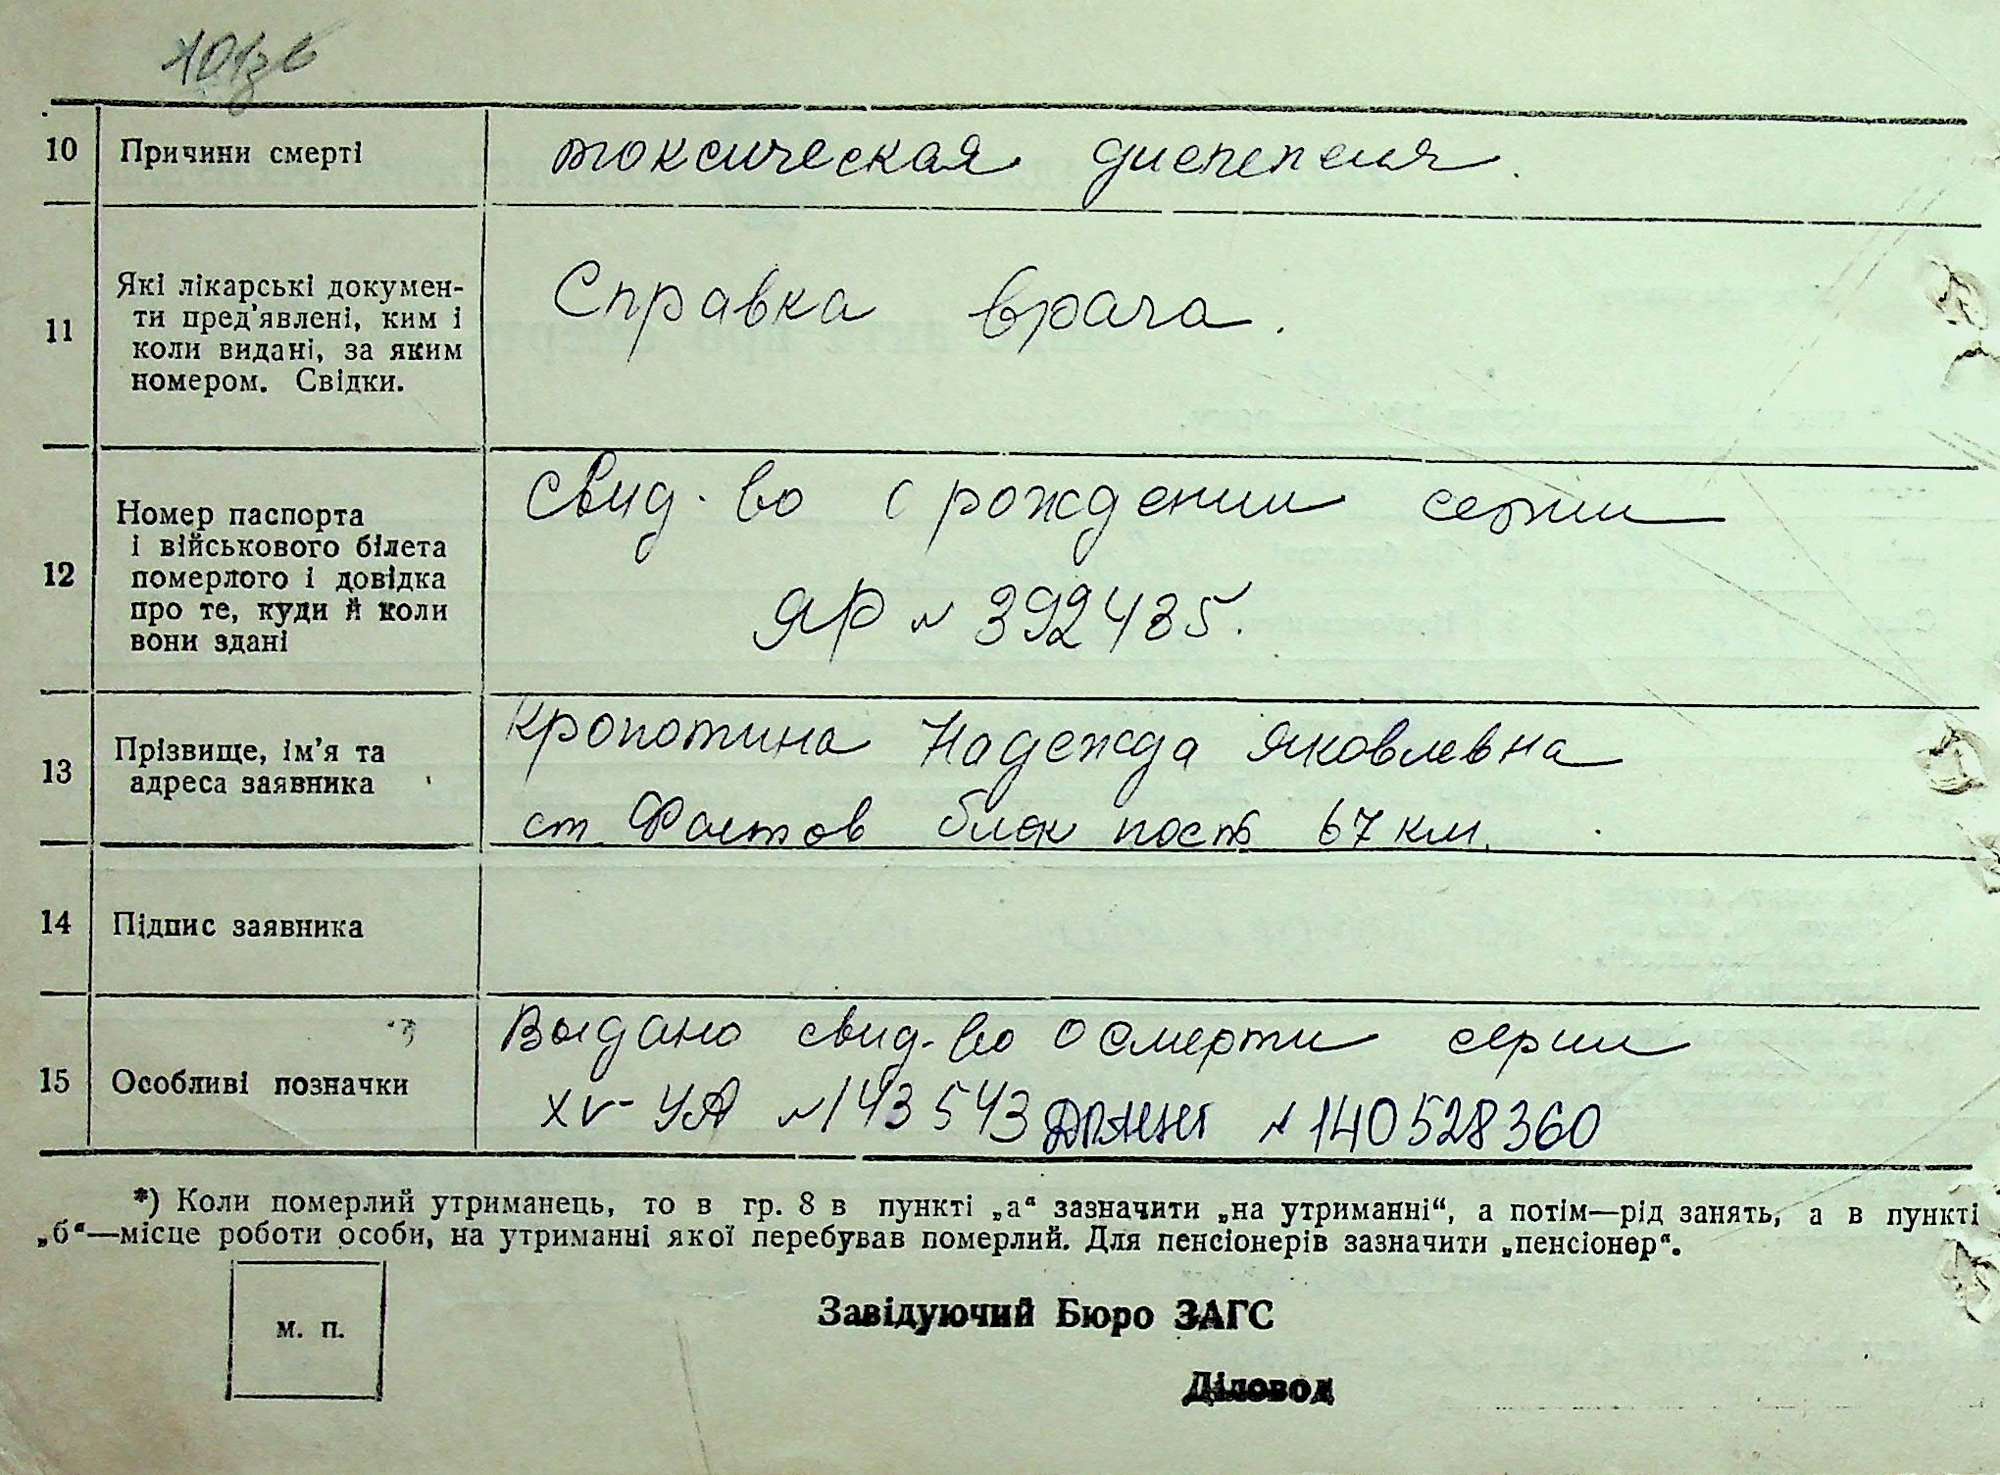 10 Причини смерті токсическая диспепсия.
11 Які лікарські документи пред'явлені, ким і коли видані, за яким номером. Свідки. Справка врача.
12 Номер паспорта і військового білета померлого і довідка про те, куди й коли вони здані
Свид-во о рождении серии
ЯР № 392435.
13 Прізвище, ім'я та адреса заявника
Кропотина Надежда Яковлевна
ст. Фастов блок пост 67 км.
14 Підпис заявника
15 Особливі позначки
Выдано свид-во о смерти серии
XV-УА № 143543 № 140528360
*) Коли померлий утриманець, то в гр. 8 в пункті „а“ зазначити „на утриманні“, а потім—рід занять, а в пункті
„б“—місце роботи особи, на утриманні якої перебував померлий. Для пенсіонерів зазначити „пенсіонер“.
м. п.
Завідуючий Бюро ЗАГС
Діловод